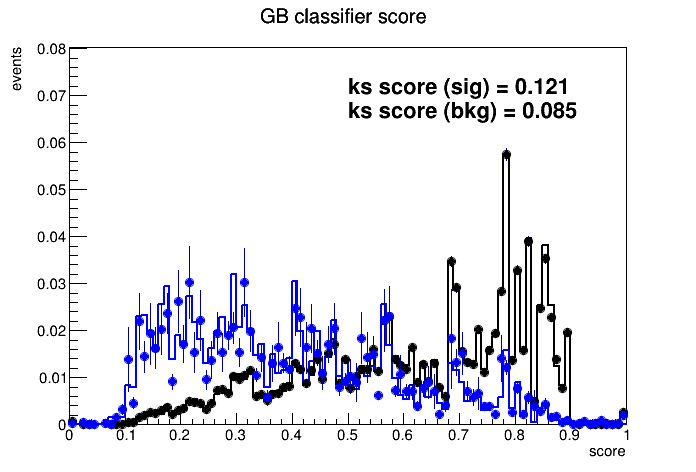 GB classifier score
events
0.08
0.07
0.06
0.05
0.04
0.03
0.02
0.01
0
ks score (sig) = 0.121
ks score (bkg) = 0.085
0 0.1 0.2 0.3 0.4 0.5 0.6 0.7 0.8 0.9 1
score